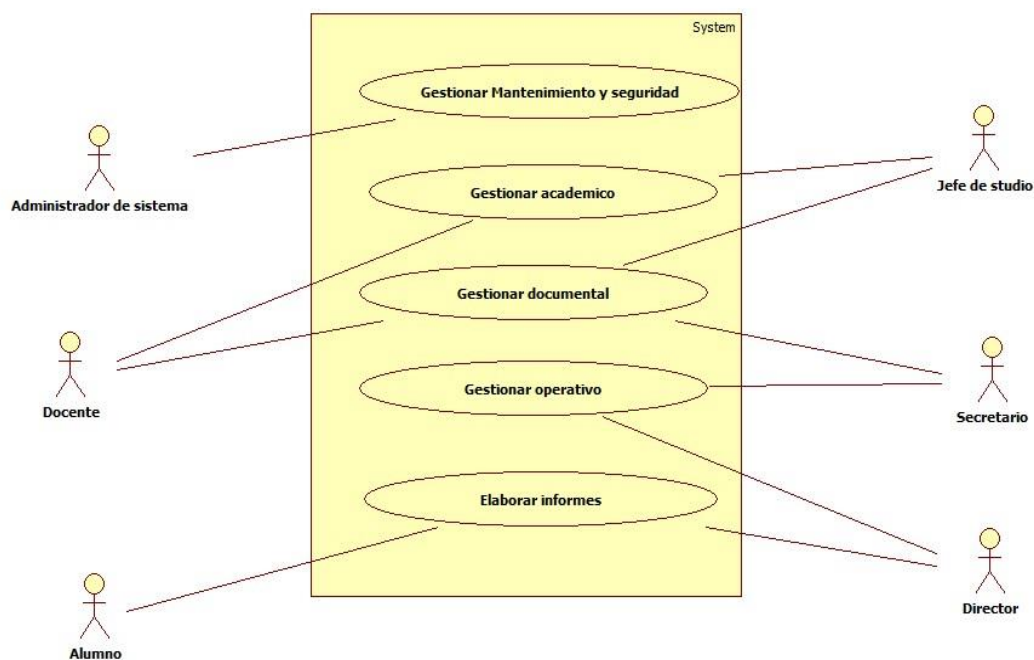 System
Gestionar Mantenimiento y seguridad
Administrador de sistema
Gestionar academico
Jefe de studio
Gestionar documental
Docente
Gestionar operativo
Secretario
Elaborar informes
Alumno
Director